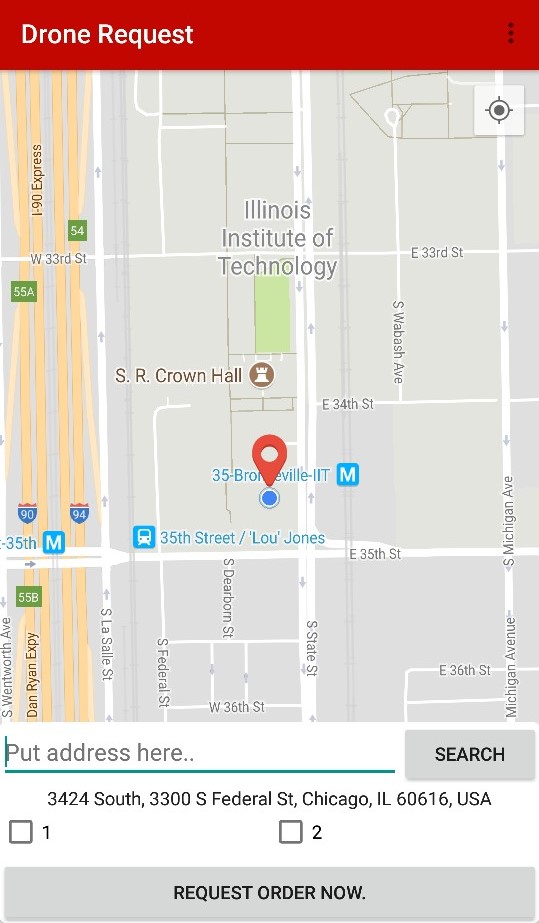 Drone Request
I-90 Express
54
Illinois
Institute of
Technology
W 33rd St
E 33rd St
55A
S Wabash Ave
S. R. Crown Hall
E 34th St
35-Bron eville-IIT
M
90
94
-35th
M
35th Street / 'Lou' Jones
E 35th St
S Michigan Ave
55B
S Dearborn St
S Wentworth Ave
Dan Ryan Expy
S La Salle St
S Federal St
S State St
E 36th St
Michigan Avenue
W 36th St
Put address here..
SEARCH
3424 South, 3300 S Federal St, Chicago, IL 60616, USA
1
2
REQUEST ORDER NOW.